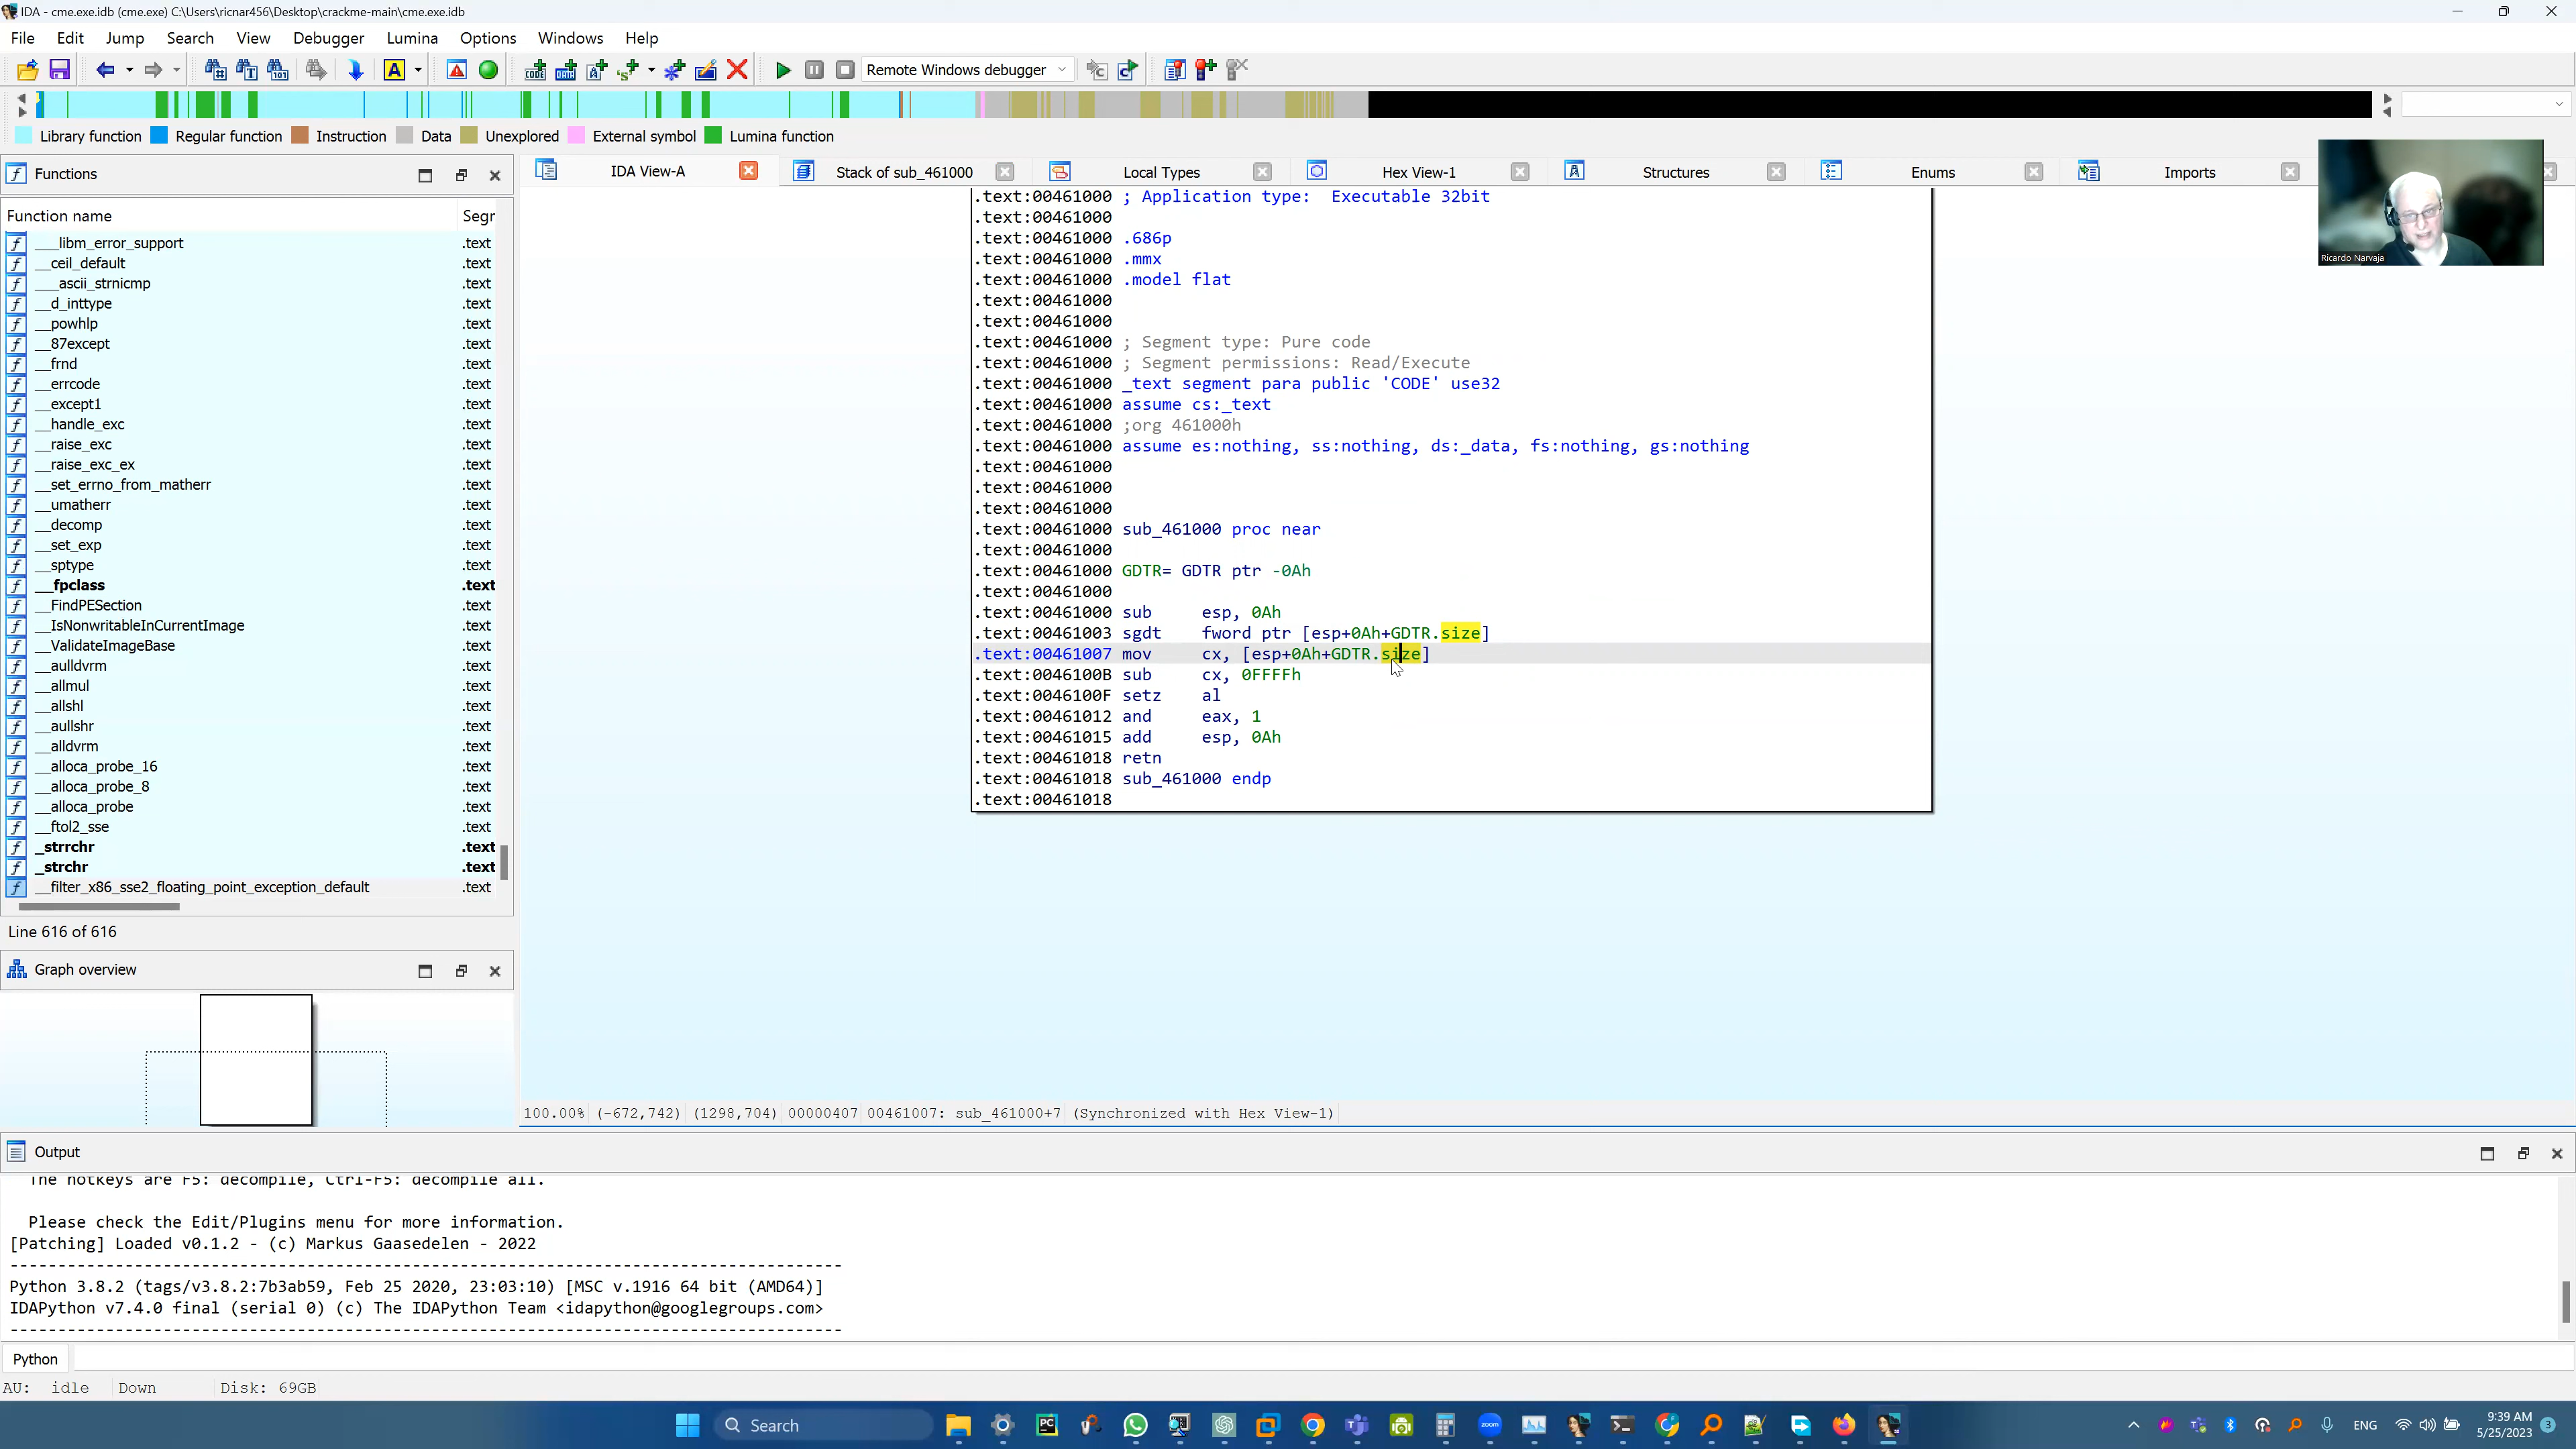 IDA - cme.exe.idb (cme.exe) C:\Users\ricnar456\Desktop\crackme-main\cme.exe.idb
File Edit Jump Search View Debugger Lumina Options Windows Help
Remote Windows debugger
Library function Regular function Instruction Data Unexplored External symbol Lumina function
Functions
IDA View-A Stack of sub_461000 Local Types Hex View-1 Structures Enums Imports
Function name Segr
___libm_error_support .text
__ceil_default .text
___ascii_strnicmp .text
__d_inttype .text
__powhlp .text
__87except .text
__frnd .text
__errcode .text
__except1 .text
__handle_exc .text
__raise_exc .text
__raise_exc_ex .text
__set_errno_from_matherr .text
__umatherr .text
__decomp .text
__set_exp .text
__sptype .text
__fpclass .text
__FindPESection .text
__IsNonwritableInCurrentImage .text
__ValidateImageBase .text
__aulldvrm .text
__allmul .text
__allshl .text
__aullshr .text
__alldvrm .text
__alloca_probe_16 .text
__alloca_probe_8 .text
__alloca_probe .text
__ftol2_sse .text
_strrchr .text
_strchr .text
__filter_x86_sse2_floating_point_exception_default .text
Line 616 of 616
Graph overview
.text:00461000 ; Application type:  Executable 32bit
.text:00461000
.text:00461000 .686p
.text:00461000 .mmx
.text:00461000 .model flat
.text:00461000
.text:00461000
.text:00461000 ; Segment type: Pure code
.text:00461000 ; Segment permissions: Read/Execute
.text:00461000 _text segment para public 'CODE' use32
.text:00461000 assume cs:_text
.text:00461000 ;org 461000h
.text:00461000 assume es:nothing, ss:nothing, ds:_data, fs:nothing, gs:nothing
.text:00461000
.text:00461000
.text:00461000
.text:00461000 sub_461000 proc near
.text:00461000
.text:00461000 GDTR= GDTR ptr -0Ah
.text:00461000
.text:00461000 sub     esp, 0Ah
.text:00461003 sgdt    fword ptr [esp+0Ah+GDTR.size]
.text:00461007 mov     cx, [esp+0Ah+GDTR.size]
.text:0046100B sub     cx, 0FFFFh
.text:0046100F setz    al
.text:00461012 and     eax, 1
.text:00461015 add     esp, 0Ah
.text:00461018 retn
.text:00461018 sub_461000 endp
.text:00461018
Ricardo Narvaja
100.00% (-672,742) (1298,704) 00000407 00461007: sub_461000+7 (Synchronized with Hex View-1)
Output
The hotkeys are F5: decompile, Ctrl-F5: decompile all.
Please check the Edit/Plugins menu for more information.
[Patching] Loaded v0.1.2 - (c) Markus Gaasedelen - 2022
---------------------------------------------------------------------------
Python 3.8.2 (tags/v3.8.2:7b3ab59, Feb 25 2020, 23:03:10) [MSC v.1916 64 bit (AMD64)]
IDAPython v7.4.0 final (serial 0) (c) The IDAPython Team <idapython@googlegroups.com>
---------------------------------------------------------------------------
Python
AU: idle Down Disk: 69GB
Search
PC
zoom
ENG
9:39 AM
5/25/2023
3